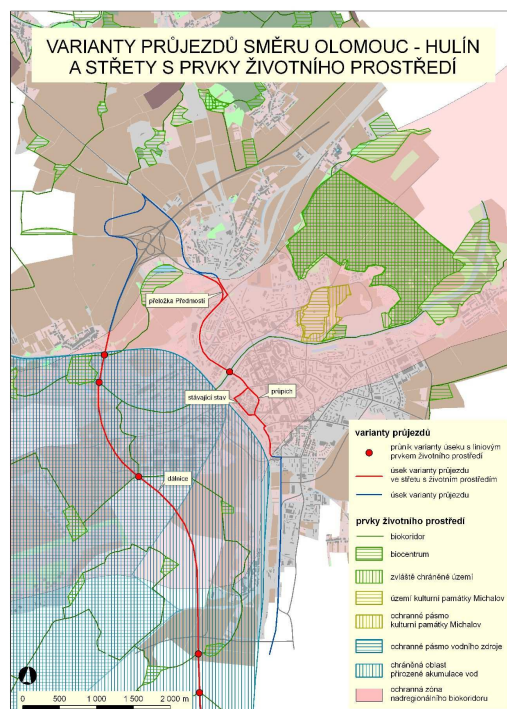 VARIANTY PRŮJEZDŮ SMĚRU OLOMOUC - HULÍN
A STŘETY S PRVKY ŽIVOTNÍHO PROSTŘEDÍ
přeložka Předmostí
stávající stav
průpich
dálnice
varianty průjezdů
průnik varianty úseku s liniovým
prvkem životního prostředí
úsek varianty průjezdu
ve střetu s životním prostředím
úsek varianty průjezdu
prvky životního prostředí
biokoridor
biocentrum
zvláště chráněné území
území kulturní památky Michalov
ochranné pásmo
kulturní památky Michalov
ochranné pásmo vodního zdroje
chráněná oblast
přirozené akumulace vod
ochranná zóna
nadregionálního biokoridoru
0 500 1 000 1 500 2 000 m